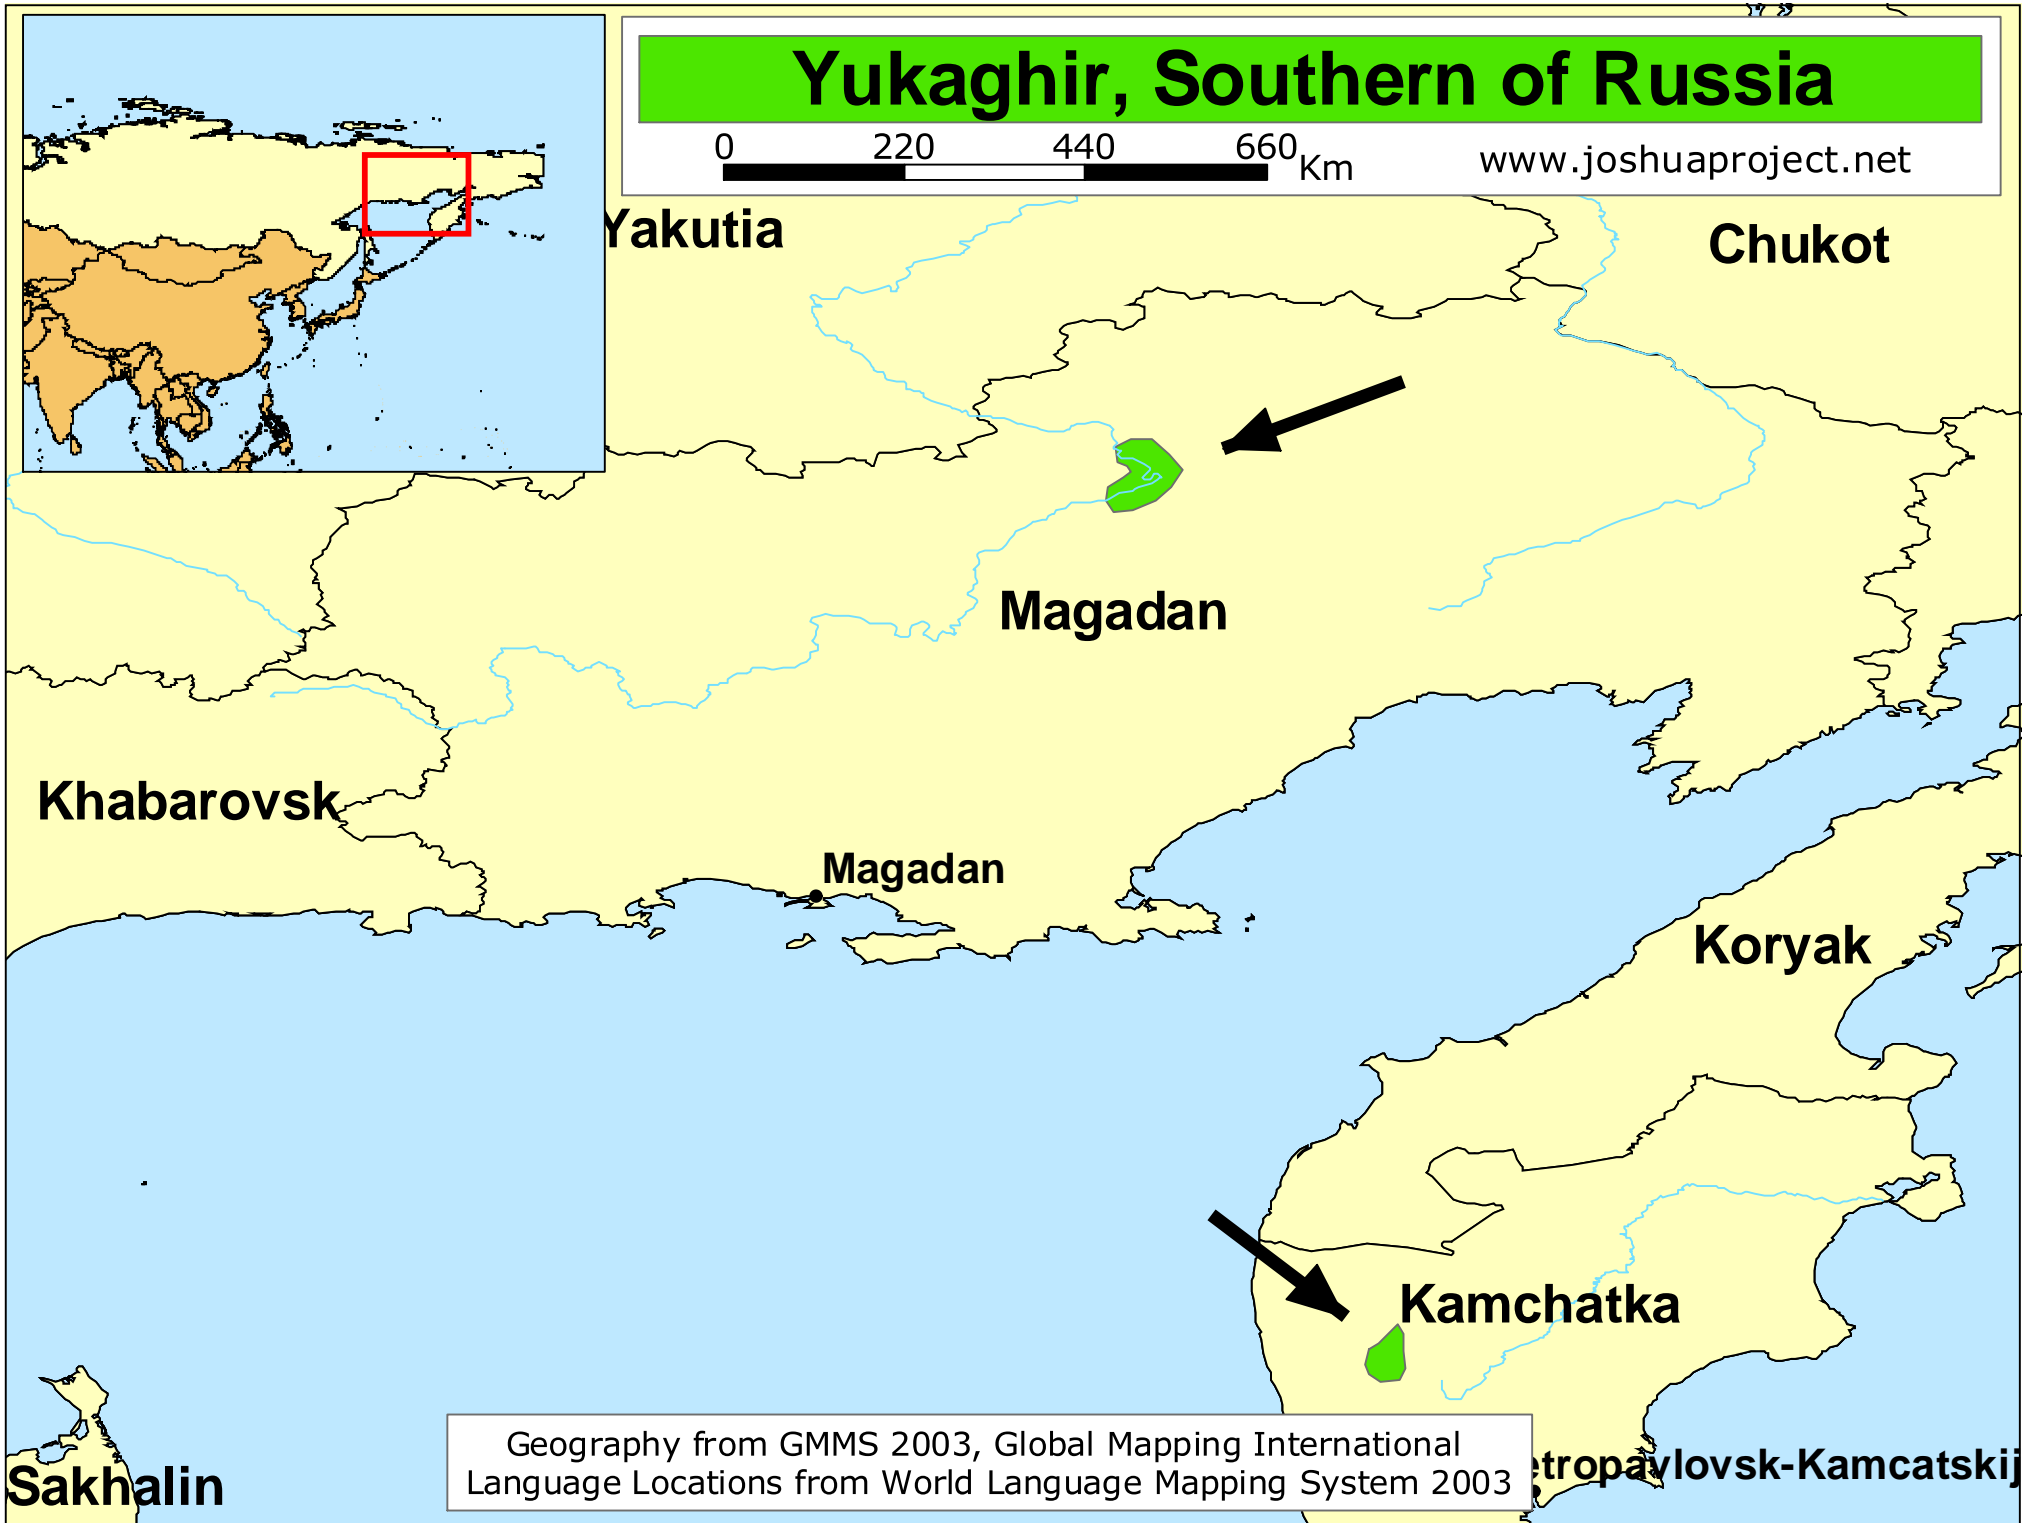 Yukaghir, Southern of Russia
0 220 440 660 Km
www.joshuaproject.net
Yakutia
Chukot
Magadan
Khabarovsk
Magadan
Koryak
Kamchatka
Geography from GMMS 2003, Global Mapping International
Language Locations from World Language Mapping System 2003
etropavlovsk-Kamcatskij
Sakhalin